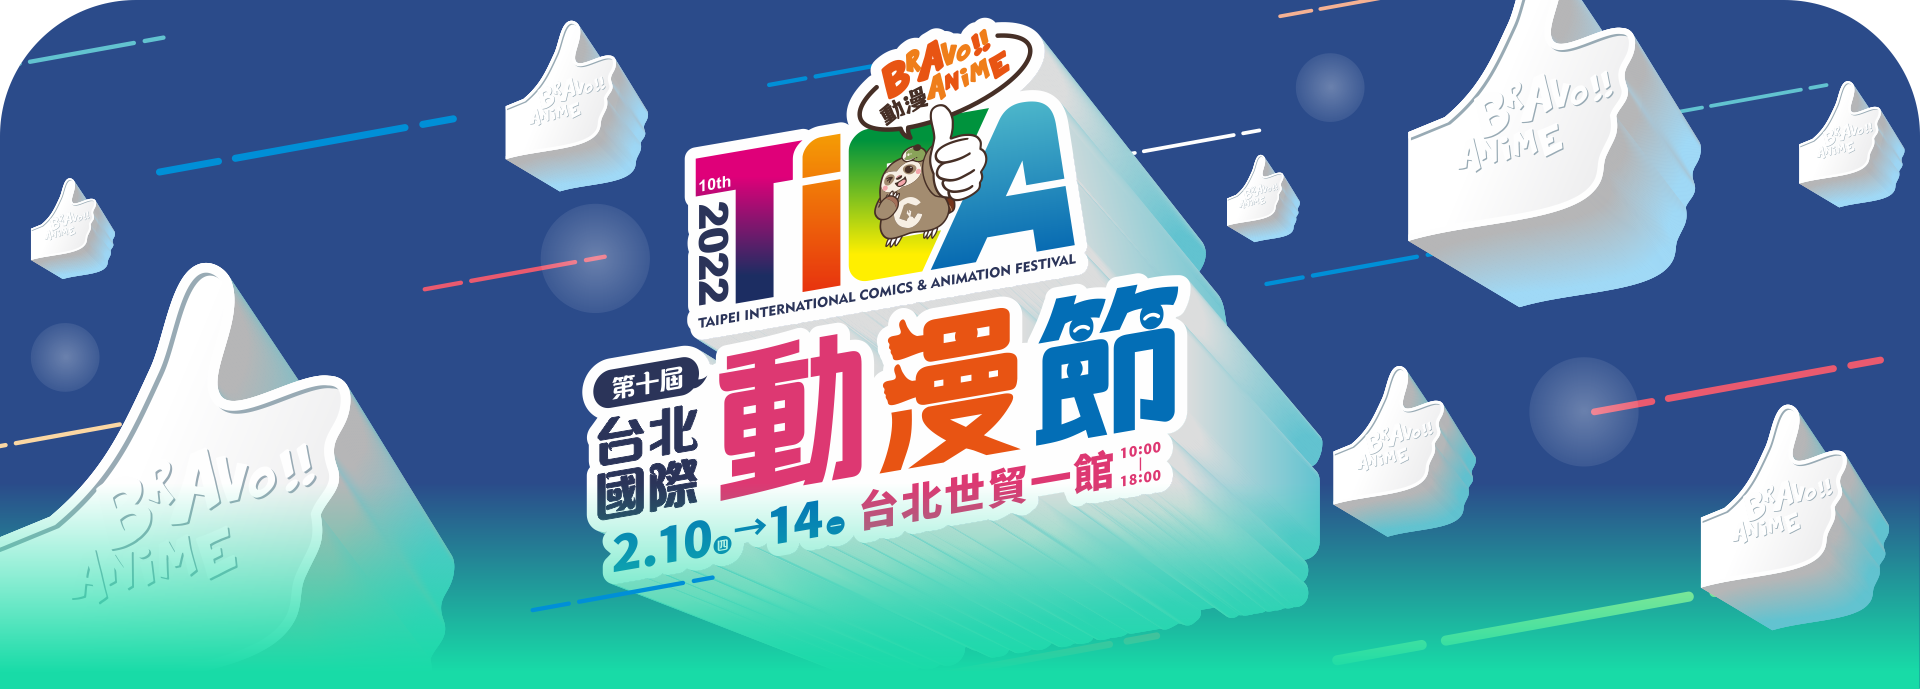 BRAVO!!
動漫 ANiME
10th
2022
TiCA
TAIPEI INTERNATIONAL COMICS & ANIMATION FESTIVAL
第十屆
台北
國際
動漫節
2.10㊃→14㊀
台北世貿一館
10:00
|
18:00
BRAVO!!
ANiME
BRAVO!!
ANiME
BRAVO!!
ANiME
BRAVO!!
ANiME
BRAVO!!
ANiME
BRAVO!!
ANiME
BRAVO!!
ANiME
BRAVO!!
ANiME